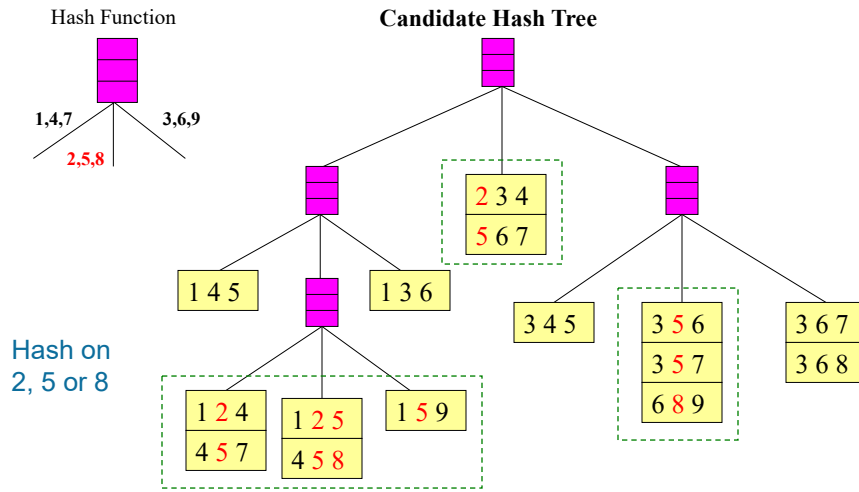 Hash Function
Candidate Hash Tree
1,4,7
3,6,9
2,5,8
2 3 4
5 6 7
1 4 5
1 3 6
3 4 5
3 5 6
3 5 7
6 8 9
3 6 7
3 6 8
Hash on
2, 5 or 8
1 2 4
4 5 7
1 2 5
4 5 8
1 5 9